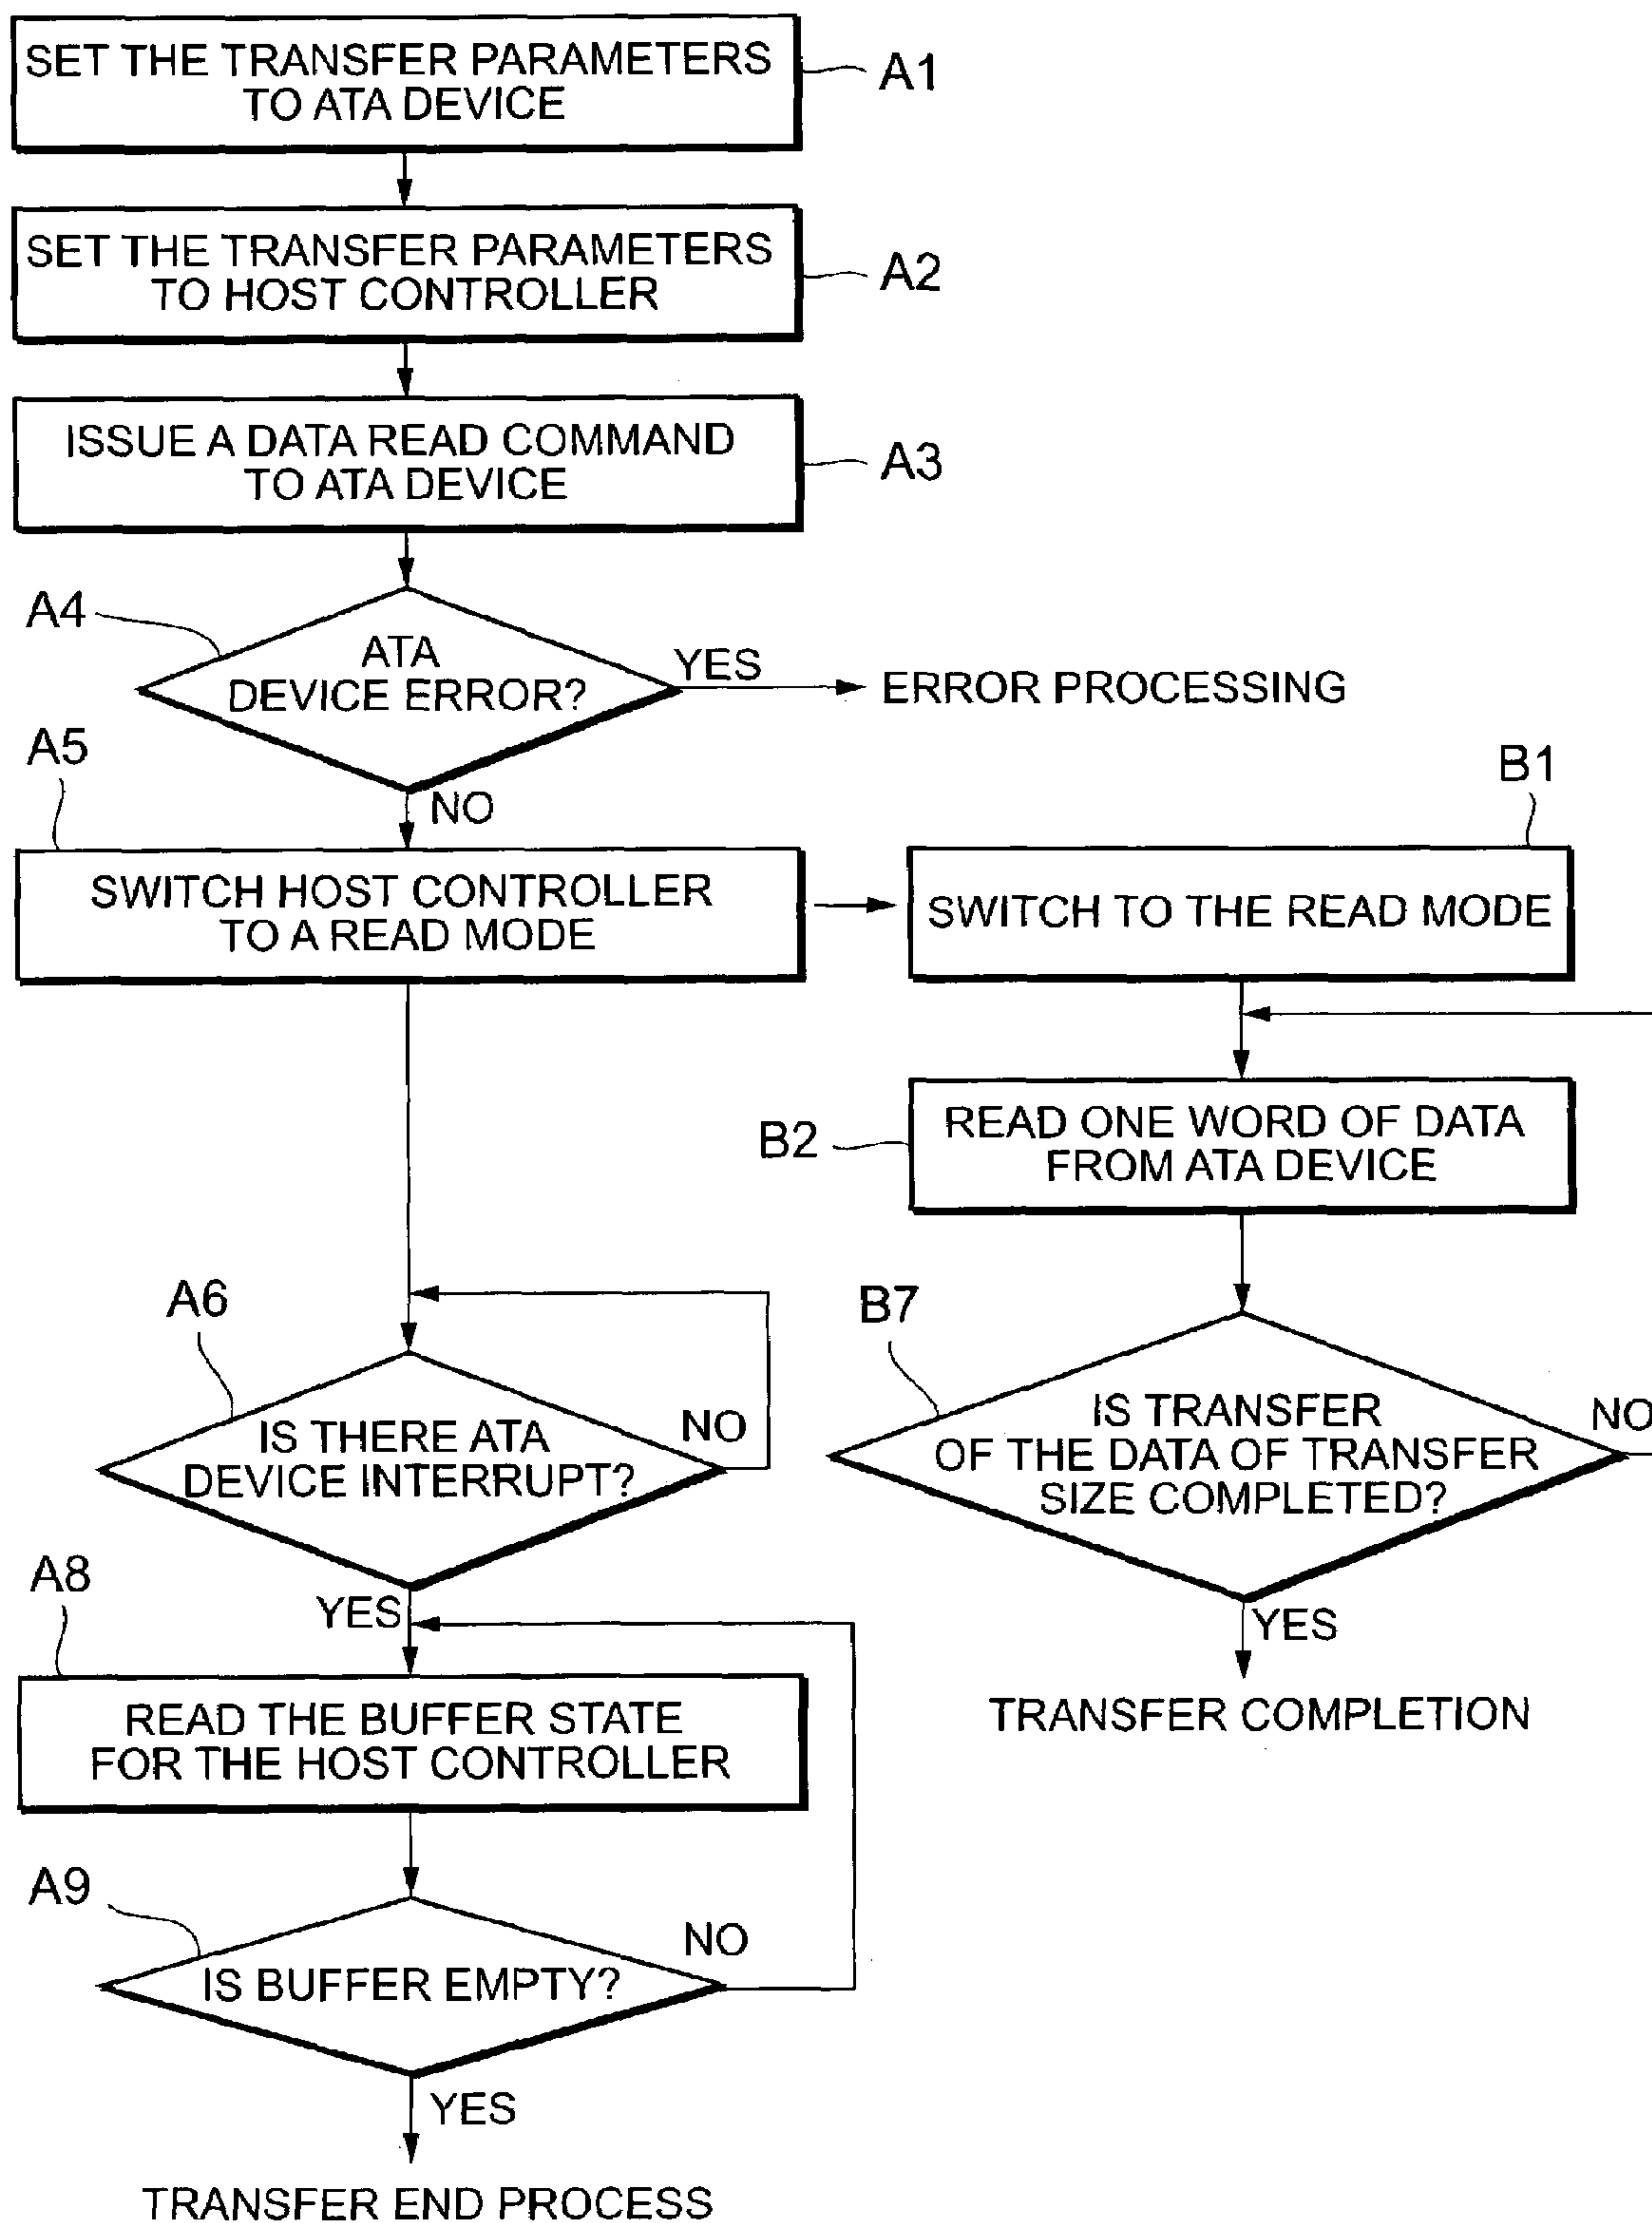 SET THE TRANSFER PARAMETERS
TO ATA DEVICE
A1
SET THE TRANSFER PARAMETERS
TO HOST CONTROLLER
A2
ISSUE A DATA READ COMMAND
TO ATA DEVICE
A3
A4
ATA
DEVICE ERROR?
YES
ERROR PROCESSING
NO
A5
SWITCH HOST CONTROLLER
TO A READ MODE
B1
SWITCH TO THE READ MODE
B2
READ ONE WORD OF DATA
FROM ATA DEVICE
A6
IS THERE ATA
DEVICE INTERRUPT?
NO
YES
B7
IS TRANSFER
OF THE DATA OF TRANSFER
SIZE COMPLETED?
NO
YES
TRANSFER COMPLETION
A8
READ THE BUFFER STATE
FOR THE HOST CONTROLLER
A9
IS BUFFER EMPTY?
NO
YES
TRANSFER END PROCESS